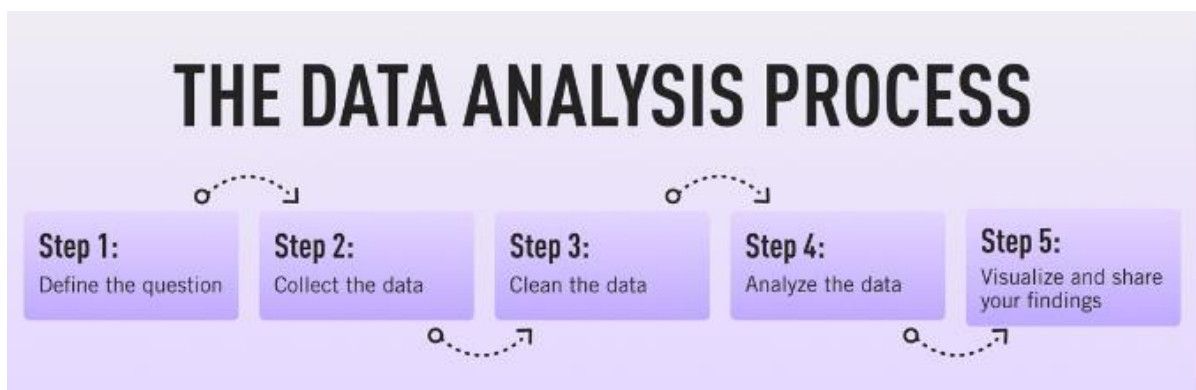 THE DATA ANALYSIS PROCESS
Step 1:
Define the question
Step 2:
Collect the data
Step 3:
Clean the data
Step 4:
Analyze the data
Step 5:
Visualize and share
your findings